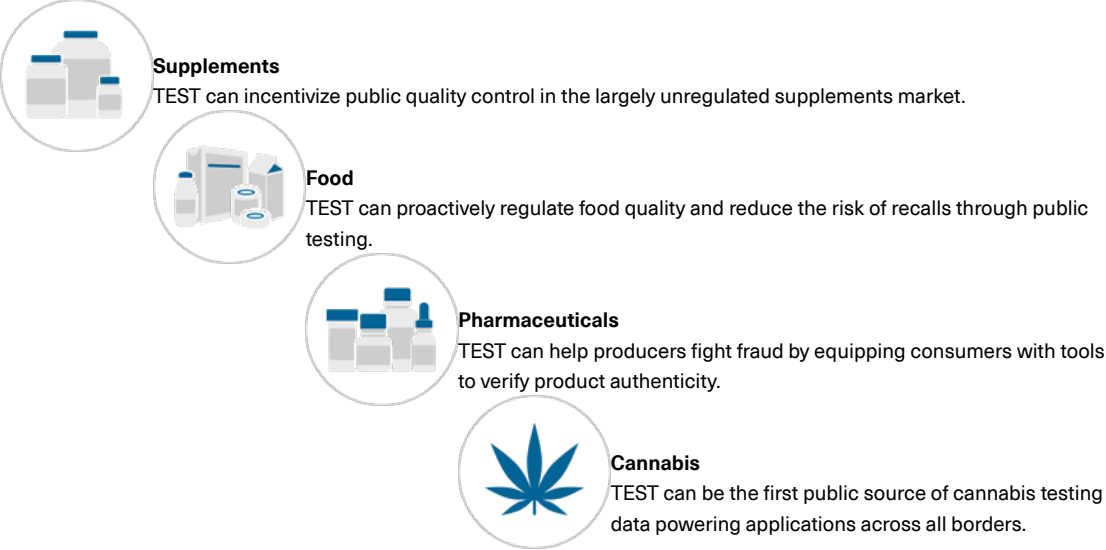 Supplements
TEST can incentivize public quality control in the largely unregulated supplements market.
Food
TEST can proactively regulate food quality and reduce the risk of recalls through public
testing.
Pharmaceuticals
TEST can help producers fight fraud by equipping consumers with tools
to verify product authenticity.
Cannabis
TEST can be the first public source of cannabis testing
data powering applications across all borders.